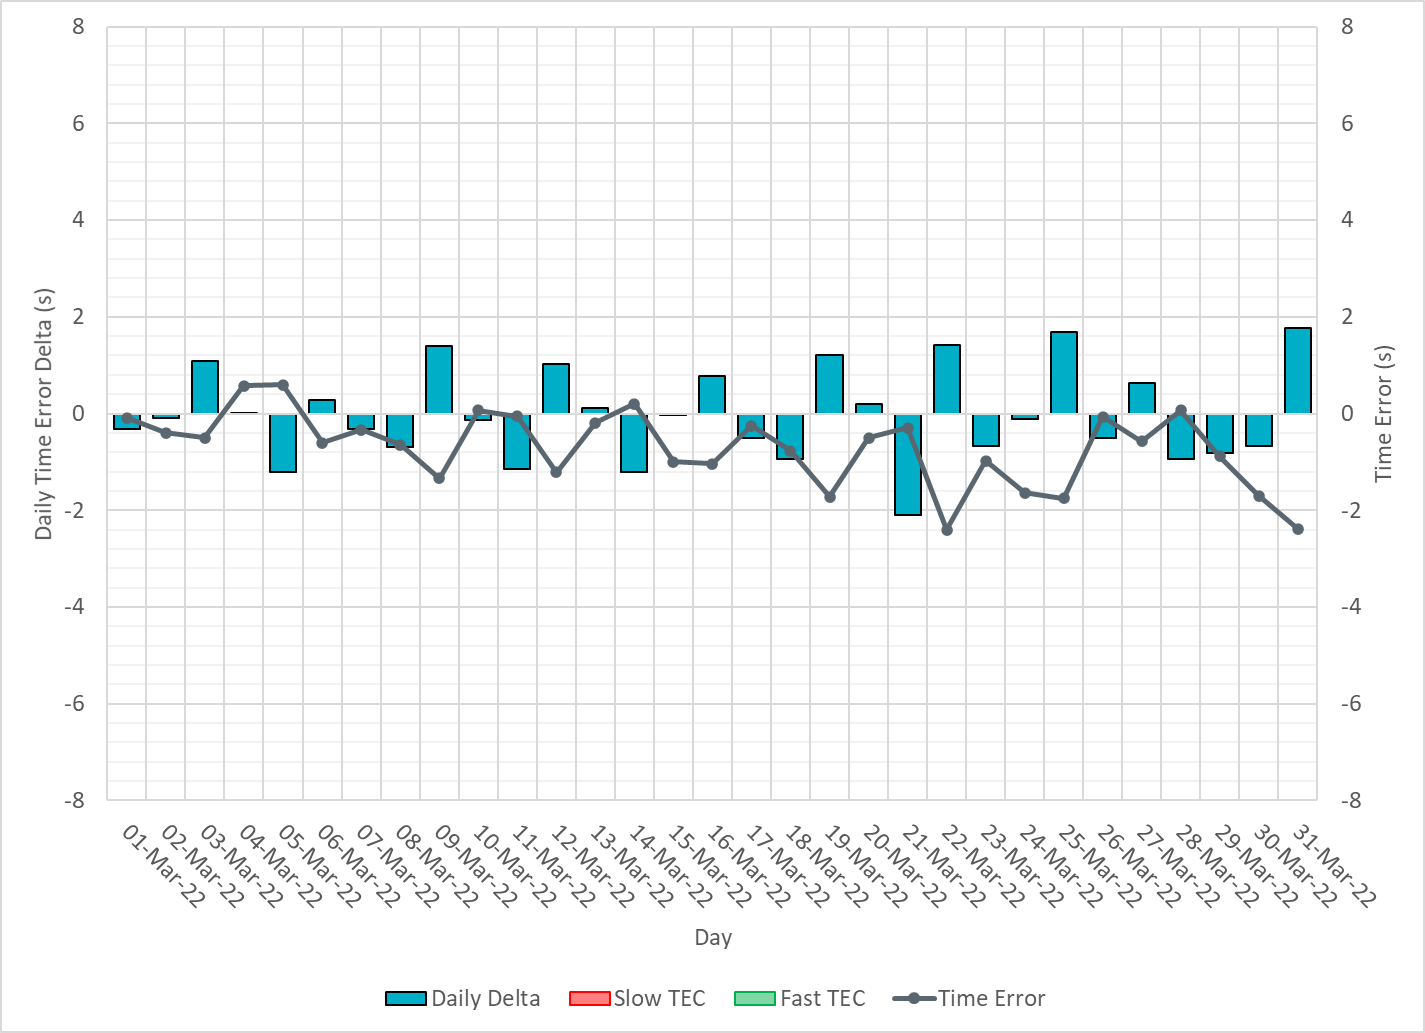 8
6
4
2
0
-2
-4
-6
-8
Daily Time Error Delta (s)
8
6
4
2
0
-2
-4
-6
-8
Time Error (s)
01-Mar-22
02-Mar-22
03-Mar-22
04-Mar-22
05-Mar-22
06-Mar-22
07-Mar-22
08-Mar-22
09-Mar-22
10-Mar-22
11-Mar-22
12-Mar-22
13-Mar-22
14-Mar-22
15-Mar-22
16-Mar-22
17-Mar-22
18-Mar-22
19-Mar-22
20-Mar-22
21-Mar-22
22-Mar-22
23-Mar-22
24-Mar-22
25-Mar-22
26-Mar-22
27-Mar-22
28-Mar-22
29-Mar-22
30-Mar-22
31-Mar-22
Day
Daily Delta
Slow TEC
Fast TEC
Time Error